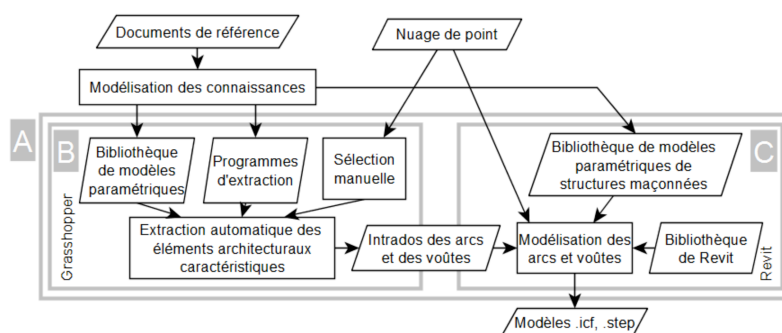 Documents de référence
Nuage de point
Modélisation des connaissances
A
B
C
Bibliothèque
de modèles
paramétriques
Programmes
d'extraction
Sélection
manuelle
Bibliothèque de modèles
paramétriques de
structures maçonnées
Grasshopper
Extraction automatique des
éléments architecturaux
caractéristiques
Intrados des arcs
et des voûtes
Modélisation des
arcs et voûtes
Bibliothèque
de Revit
Revit
Modèles .icf, .step